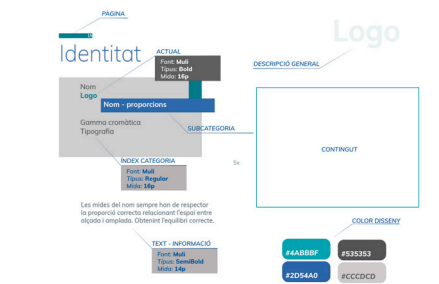 PÀGINA
Identitat
ACTUAL
Font: Muli
Tipus: Bold
Mida: 16p
Nom
Logo
Nom - proporcions
Gamma cromàtica
Tipografia
SUBCATEGORIA
ÍNDEX CATEGORIA
Font: Muli
Tipus: Regular
Mida: 16p
Les mides del nom sempre han de respectar
la proporció correcta relacionant l'espai entre
alçada i amplada. Obtenint l'equilibri correcte.
TEXT - INFORMACIÓ
Font: Muli
Tipus: SemiBold
Mida: 14p
Logo
DESCRIPCIÓ GENERAL
CONTINGUT
COLOR DISSENY
#4ABBBF
#535353
#2D54A0
#CCCDCD